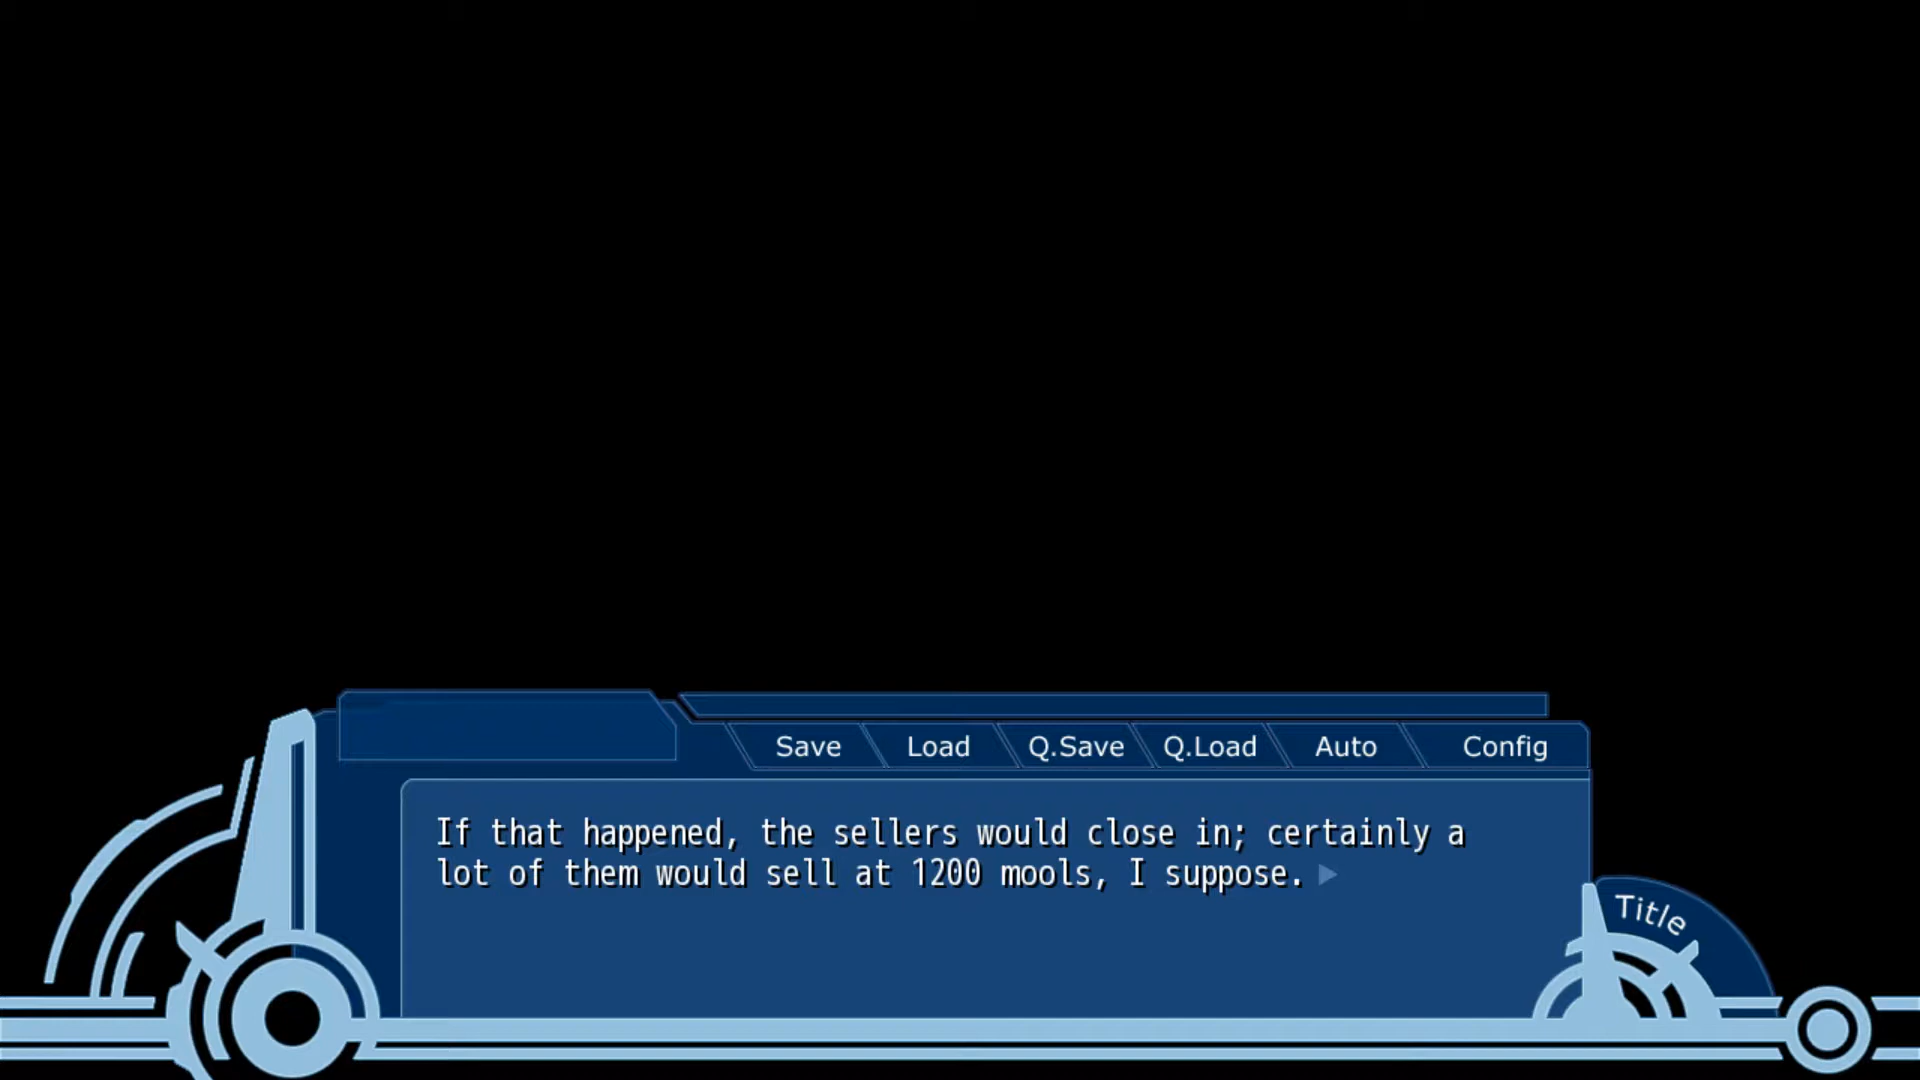 Save Load Q.Save Q.Load Auto Config
If that happened, the sellers would close in; certainly a
lot of them would sell at 1200 mools, I suppose.
Title